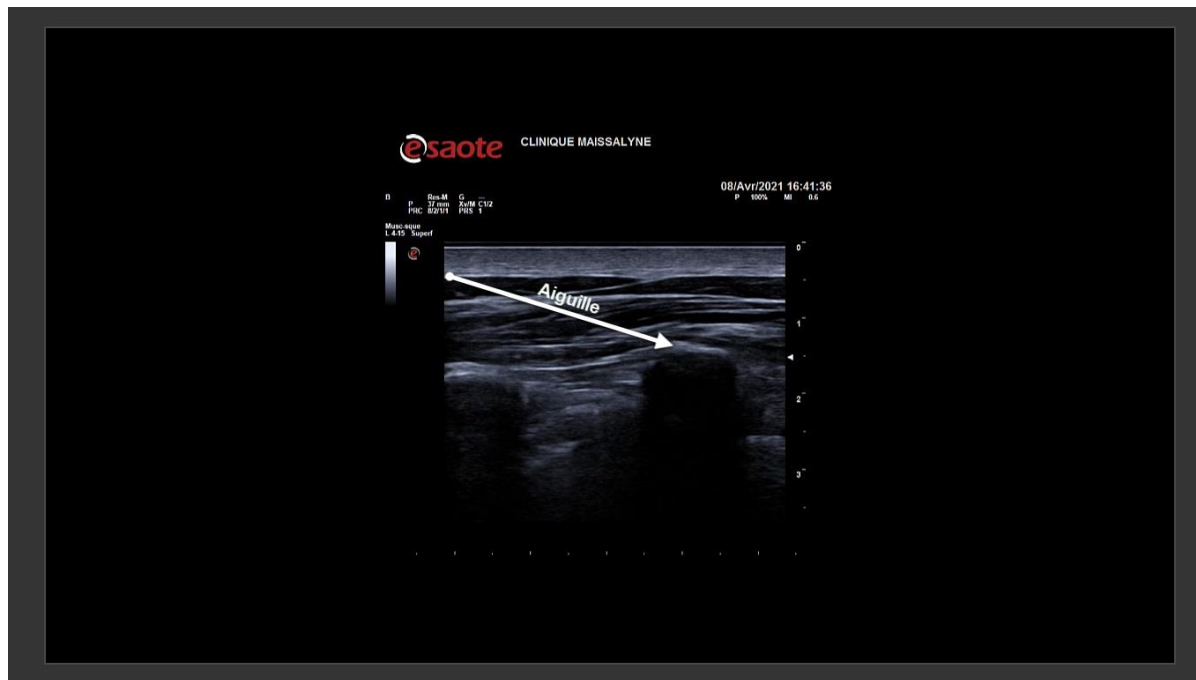 esaote
CLINIQUE MAISSALYNE
08/Avr/2021 16:41:36
P 100% MI 0.6
B Res-M G —
P 37 mm Xv/M C1/2
PRC 8/2/1/1 PRS 1
Musc-sque
L 4-15 Superf
e
0
Aiguille
1
2
3